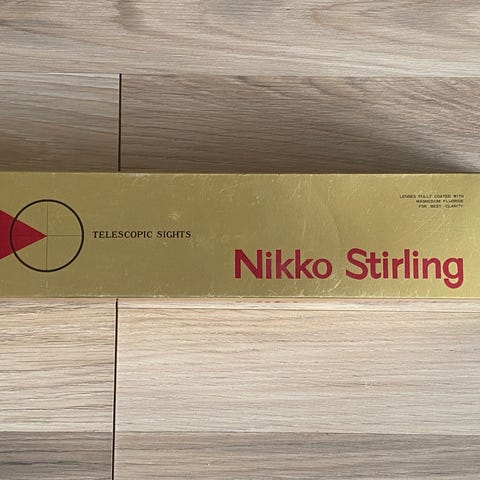 LENSES FULLY COATED WITH
MAGNESIUM FLUORIDE
FOR BEST CLARITY
TELESCOPIC SIGHTS
Nikko Stirling